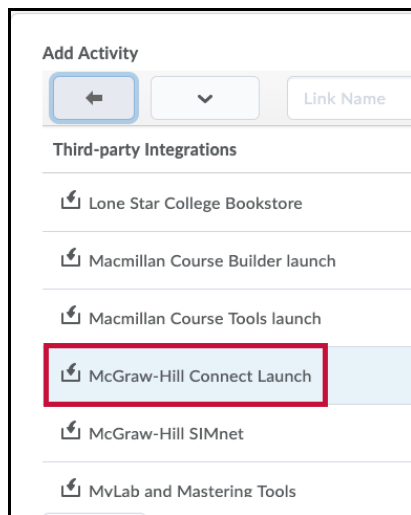 Add Activity
Link Name
Third-party Integrations
Lone Star College Bookstore
Macmillan Course Builder launch
Macmillan Course Tools launch
McGraw-Hill Connect Launch
McGraw-Hill SIMnet
MyLab and Mastering Tools